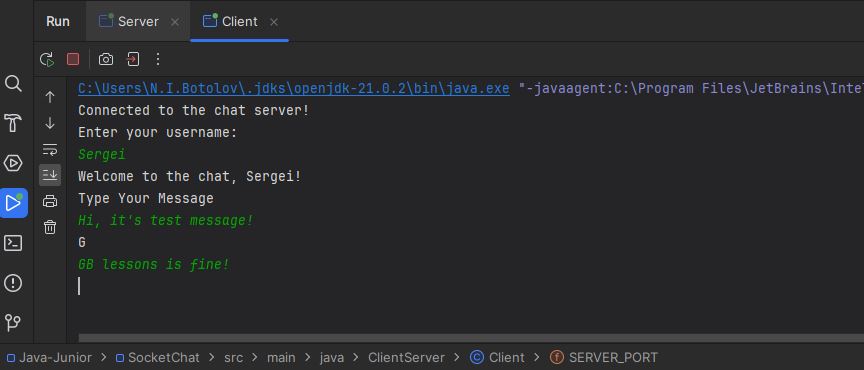 Run Server Client
C:\Users\N.I.Botolov\.jdks\openjdk-21.0.2\bin\java.exe "-javaagent:C:\Program Files\JetBrains\Inte
Connected to the chat server!
Enter your username:
Sergei
Welcome to the chat, Sergei!
Type Your Message
Hi, it's test message!
G
GB lessons is fine!
Java-Junior > SocketChat > src > main > java > ClientServer > Client > SERVER_PORT